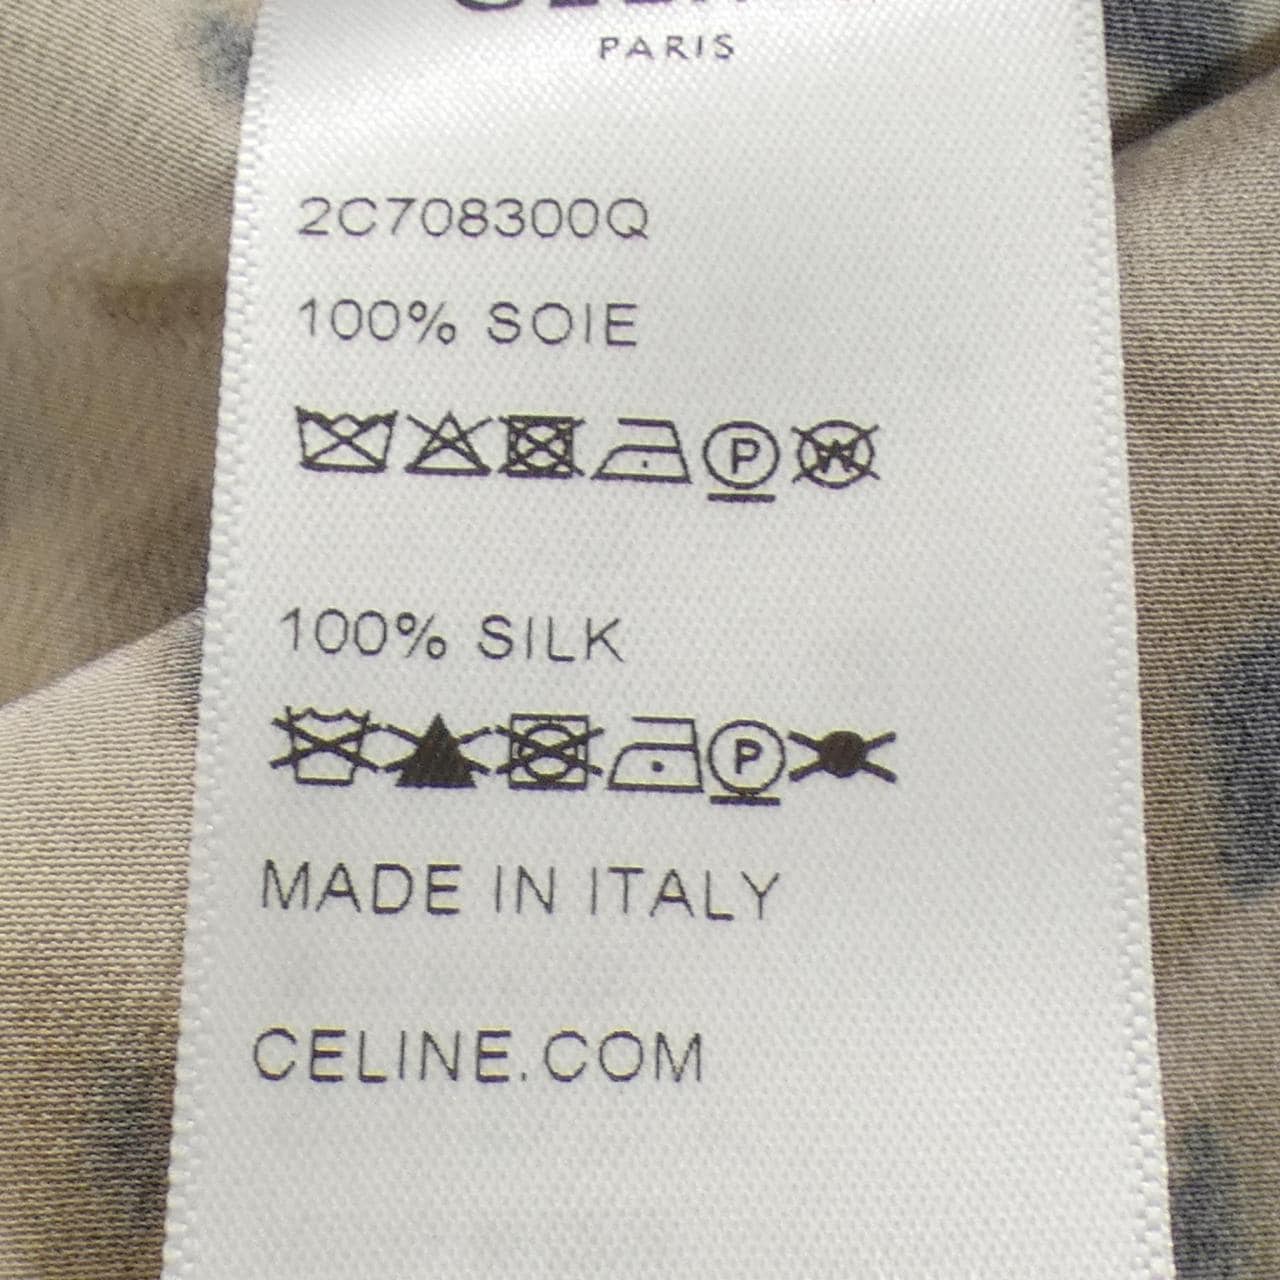 PARIS
2C708300Q
100% SOIE
P W
100% SILK
P
MADE IN ITALY
CELINE.COM